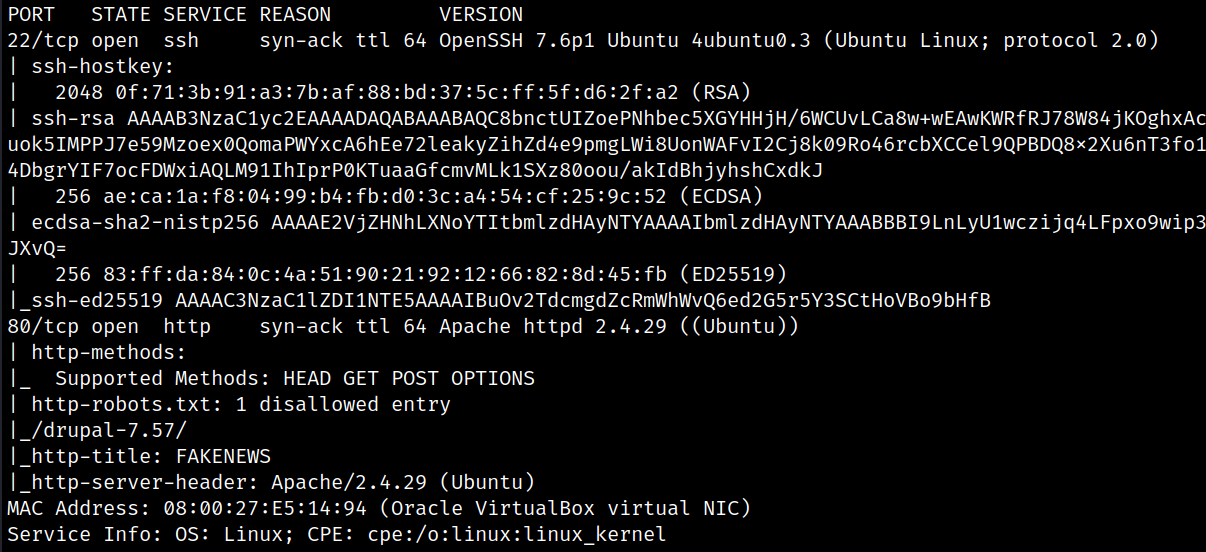 PORT   STATE SERVICE REASON         VERSION
22/tcp open  ssh     syn-ack ttl 64 OpenSSH 7.6p1 Ubuntu 4ubuntu0.3 (Ubuntu Linux; protocol 2.0)
| ssh-hostkey:
|   2048 0f:71:3b:91:a3:7b:af:88:bd:37:5c:ff:5f:d6:2f:a2 (RSA)
| ssh-rsa AAAAB3NzaC1yc2EAAAADAQABAAABAQC8bnctUIZoePNhbec5XGYHHjH/6WCUvLCa8w+wEAwKWRfRJ78W84jKOghxAc
uok5IMPPJ7e59Mzoex0QomaPWYxcA6hEe72leakyZihZd4e9pmgLWi8UonWAFvI2Cj8k09Ro46rcbXCCel9QPBDQ8×2Xu6nT3fo1
4DbgrYIF7ocFDWxiAQLM91IhIprP0KTuaaGfcmvMLk1SXz80oou/akIdBhjyhshCxdkJ
|   256 ae:ca:1a:f8:04:99:b4:fb:d0:3c:a4:54:cf:25:9c:52 (ECDSA)
| ecdsa-sha2-nistp256 AAAAE2VjZHNhLXNoYTItbmlzdHAyNTYAAAAIbmlzdHAyNTYAAABBBI9LnLyU1wczijq4LFpxo9wip3
JXvQ=
|   256 83:ff:da:84:0c:4a:51:90:21:92:12:66:82:8d:45:fb (ED25519)
|_ssh-ed25519 AAAAC3NzaC1lZDI1NTE5AAAAIBuOv2TdcmgdZcRmWhWvQ6ed2G5r5Y3SCtHoVBo9bHfB
80/tcp open  http    syn-ack ttl 64 Apache httpd 2.4.29 ((Ubuntu))
| http-methods:
|_  Supported Methods: HEAD GET POST OPTIONS
| http-robots.txt: 1 disallowed entry
|_/drupal-7.57/
|_http-title: FAKENEWS
|_http-server-header: Apache/2.4.29 (Ubuntu)
MAC Address: 08:00:27:E5:14:94 (Oracle VirtualBox virtual NIC)
Service Info: OS: Linux; CPE: cpe:/o:linux:linux_kernel